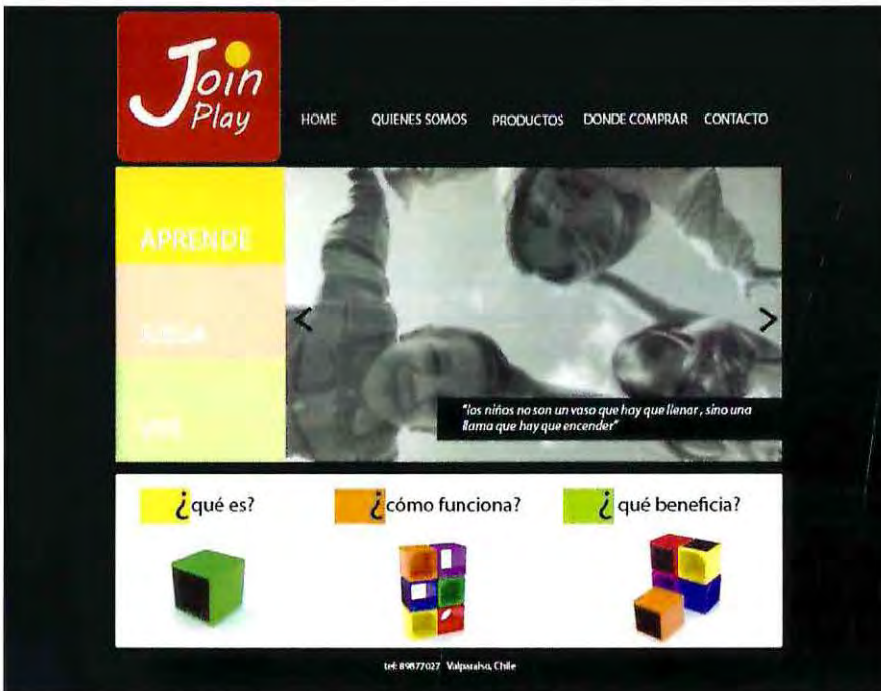 Join
Play
HOME QUIENES SOMOS PRODUCTOS DONDE COMPRAR CONTACTO
APRENDE
JUEGA
"los niños no son un vaso que hay que llenar, sino una
llama que hay que encender"
¿qué es? ¿cómo funciona? ¿ qué beneficia?
tel: 89877027 Valparaíso, Chile